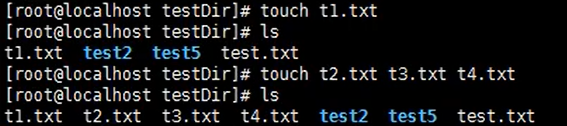 [root@localhost testDir]# touch t1.txt
[root@localhost testDir]# ls
t1.txt  test2  test5  test.txt
[root@localhost testDir]# touch t2.txt t3.txt t4.txt
[root@localhost testDir]# ls
t1.txt  t2.txt  t3.txt  t4.txt  test2  test5  test.txt